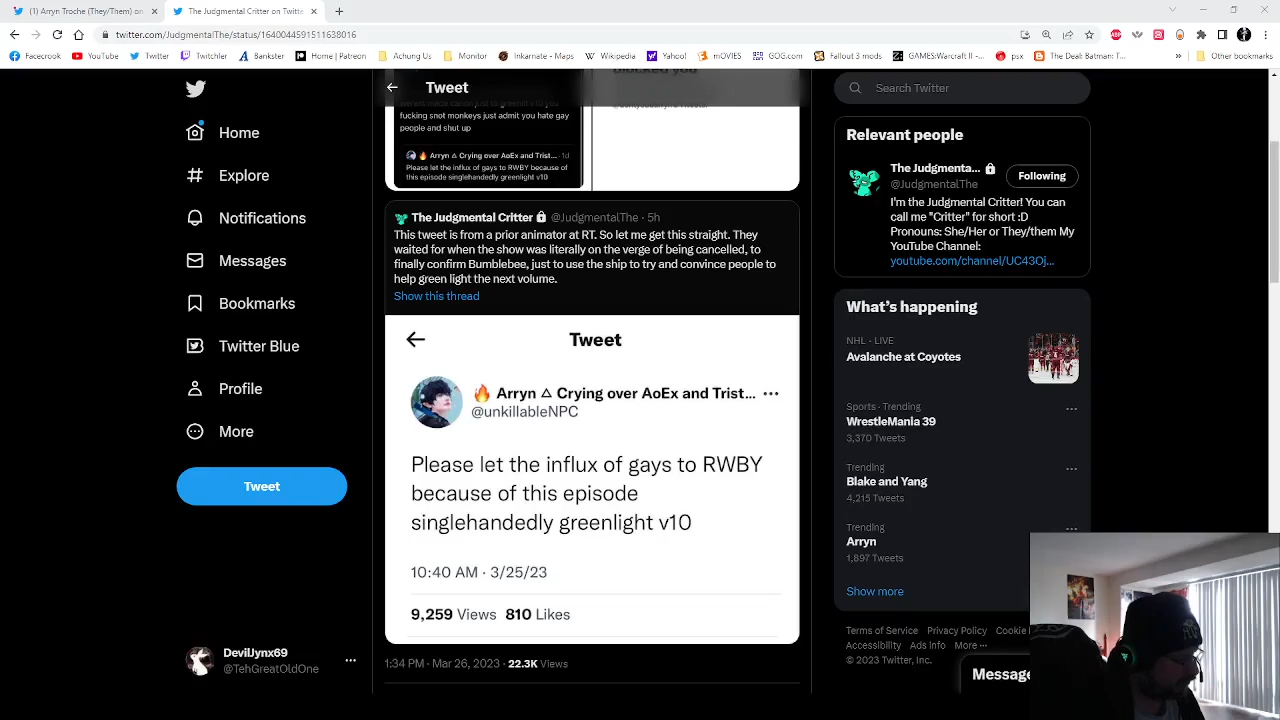 (1) Arryn Troche (They/Them) on
The Judgmental Critter on Twitte
twitter.com/JudgmentalThe/status/1640044591511638016
Facerook
YouTube
Twitter
Twitch
Asking
Achung Us
Monitor
Inkarnate - Maps
Wikipedia
Yahoo!
mOVIES
GOG.com
Fallout 3 mods
GAMES:Warcraft II -...
psx
The Deal: Batman T...
Other bookmarks
Tweet
fucking snot monkeys just admit you hate gay
people and shut up
Arryn △ Crying over AoEx and Trist... · 1d
Please let the influx of gays to RWBY because of
this episode singlehandedly greenlight v10
Home
Explore
Notifications
Messages
Bookmarks
Twitter Blue
Profile
More
Tweet
DevilJynx69
@TehGreatOldOne
The Judgmental Critter @JudgmentalThe · 5h
This tweet is from a prior animator at RT. So let me get this straight. They
waited for when the show was literally on the verge of being cancelled, to
finally confirm Bumblebee, just to use the ship to try and convince people to
help green light the next volume.
Show this thread
Tweet
Arryn △ Crying over AoEx and Trist...
@unkillableNPC
Please let the influx of gays to RWBY
because of this episode
singlehandedly greenlight v10
10:40 AM · 3/25/23
9,259 Views 810 Likes
1:34 PM · Mar 26, 2023 · 22.3K Views
Search Twitter
Relevant people
The Judgmenta...
@JudgmentalThe
Following
I'm the Judgmental Critter! You can
call me "Critter" for short :D
Pronouns: She/Her or They/them My
YouTube Channel:
youtube.com/channel/UC43Oj...
What's happening
NHL · LIVE
Avalanche at Coyotes
Sports · Trending
WrestleMania 39
3,370 Tweets
Trending
Blake and Yang
4,215 Tweets
Trending
Arryn
1,897 Tweets
Show more
Terms of Service Privacy Policy Cookie
Accessibility Ads info More ...
© 2023 Twitter, Inc.
Message